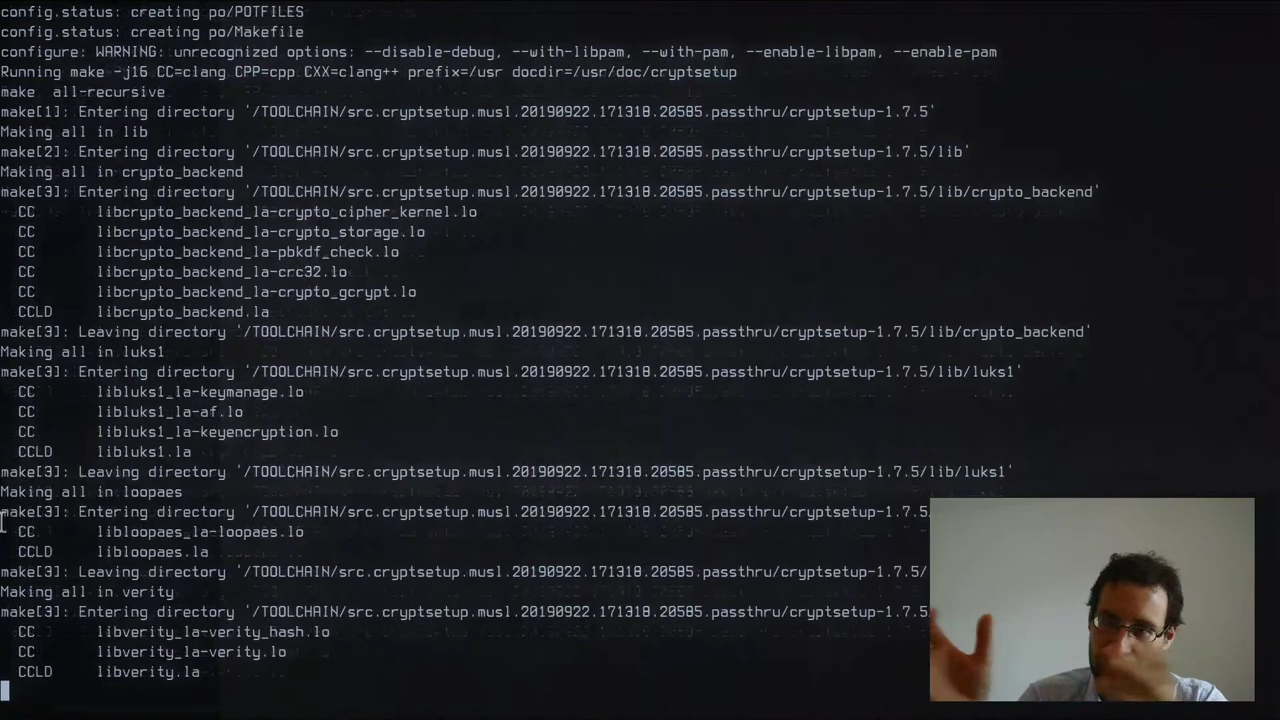 config.status: creating po/POTFILES
config.status: creating po/Makefile
configure: WARNING: unrecognized options: --disable-debug, --with-libpam, --with-pam, --enable-libpam, --enable-pam
Running make -j15 CC=clang CPP=cpp CXX=clang++ prefix=/usr docdir=/usr/doc/cryptsetup
make  all-recursive
make[1]: Entering directory '/TOOLCHAIN/src.cryptsetup.musl.20190922.171318.20585.passthru/cryptsetup-1.7.5'
Making all in lib
make[2]: Entering directory '/TOOLCHAIN/src.cryptsetup.musl.20190922.171318.20585.passthru/cryptsetup-1.7.5/lib'
Making all in crypto_backend
make[3]: Entering directory '/TOOLCHAIN/src.cryptsetup.musl.20190922.171318.20585.passthru/cryptsetup-1.7.5/lib/crypto_backend'
CC libcrypto_backend_la-crypto_cipher_kernel.lo
CC libcrypto_backend_la-crypto_storage.lo
CC libcrypto_backend_la-pbkdf_check.lo
CC libcrypto_backend_la-crc32.lo
CC libcrypto_backend_la-crypto_gcrypt.lo
CCLD libcrypto_backend.la
make[3]: Leaving directory '/TOOLCHAIN/src.cryptsetup.musl.20190922.171318.20585.passthru/cryptsetup-1.7.5/lib/crypto_backend'
Making all in luks1
make[3]: Entering directory '/TOOLCHAIN/src.cryptsetup.musl.20190922.171318.20585.passthru/cryptsetup-1.7.5/lib/luks1'
CC libluks1_la-keymanage.lo
CC libluks1_la-af.lo
CC libluks1_la-keyencryption.lo
CCLD libluks1.la
make[3]: Leaving directory '/TOOLCHAIN/src.cryptsetup.musl.20190922.171318.20585.passthru/cryptsetup-1.7.5/lib/luks1'
Making all in loopaes
make[3]: Entering directory '/TOOLCHAIN/src.cryptsetup.musl.20190922.171318.20585.passthru/cryptsetup-1.7.5
CC libloopaes_la-loopaes.lo
CCLD libloopaes.la
make[3]: Leaving directory '/TOOLCHAIN/src.cryptsetup.musl.20190922.171318.20585.passthru/cryptsetup-1.7.5/
Making all in verity
make[3]: Entering directory '/TOOLCHAIN/src.cryptsetup.musl.20190922.171318.20585.passthru/cryptsetup-1.7.5
CC libverity_la-verity_hash.lo
CC libverity_la-verity.lo
CCLD libverity.la